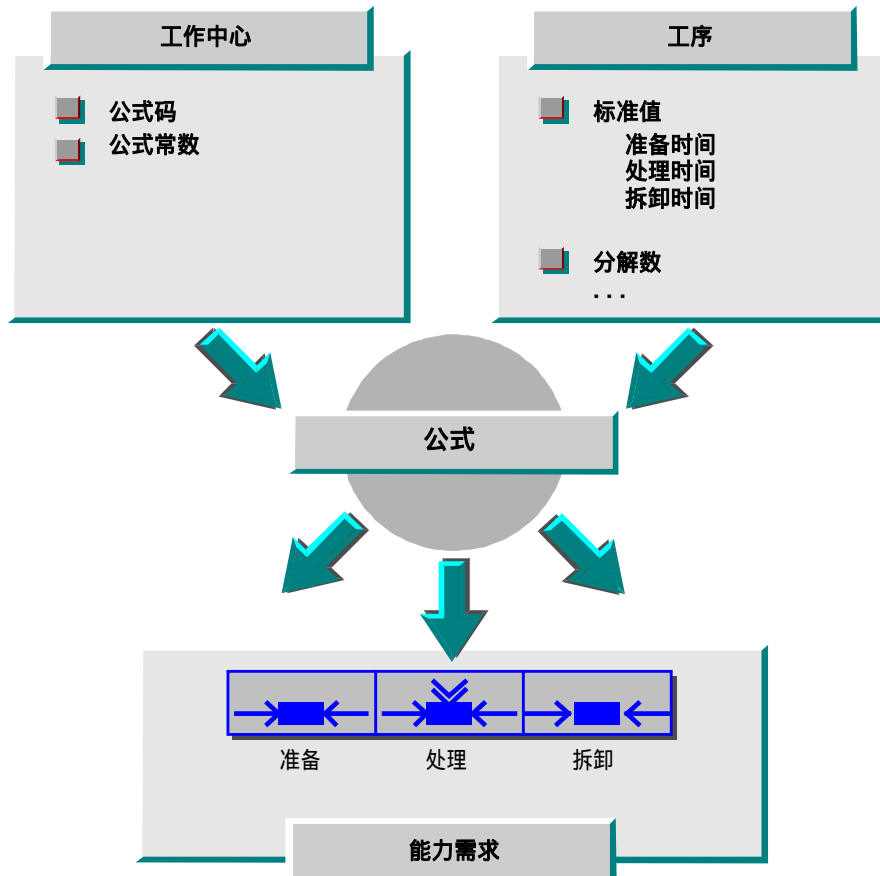 工作中心
公式码
公式常数
工序
标准值
准备时间
处理时间
拆卸时间
分解数
...
公式
准备
处理
拆卸
能力需求